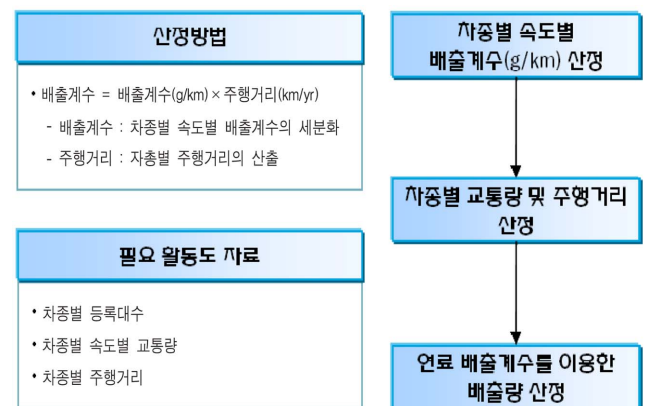 산정방법
• 배출계수 = 배출계수(g/km)×주행거리(km/yr)
- 배출계수 : 차종별 속도별 배출계수의 세분화
- 주행거리 : 자총별 주행거리의 산출
필요 활동도 자료
• 차종별 등록대수
• 차종별 속도별 교통량
• 차종별 주행거리
차종별 속도별
배출계수(g/km) 산정
차종별 교통량 및 주행거리
산정
연료 배출계수를 이용한
배출량 산정